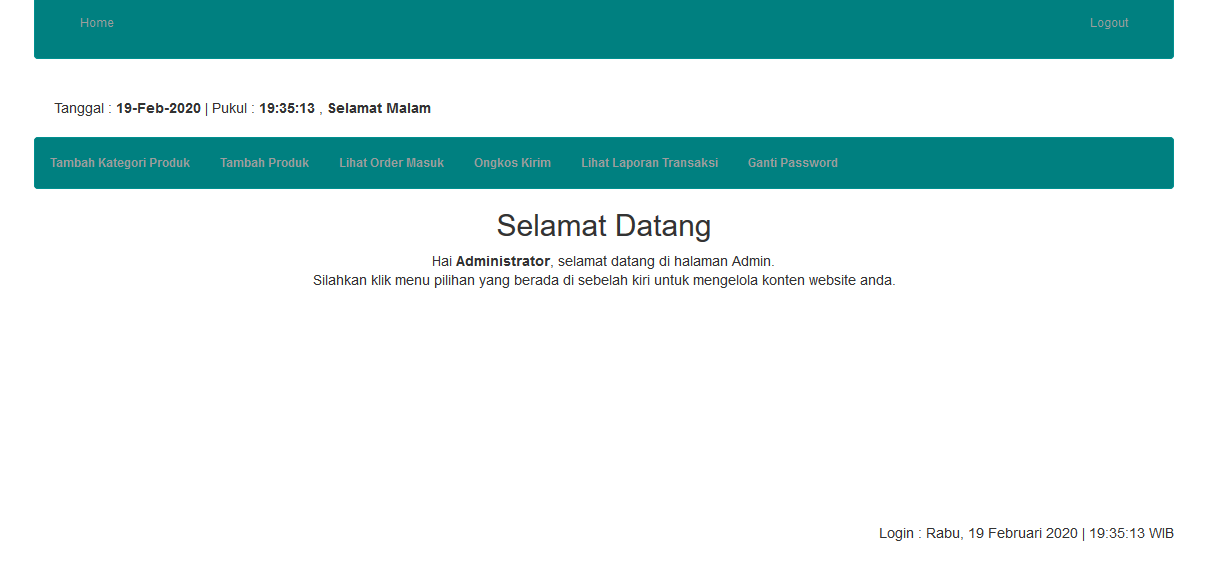 Home Logout
Tanggal : 19-Feb-2020 | Pukul : 19:35:13 , Selamat Malam
Tambah Kategori Produk Tambah Produk Lihat Order Masuk Ongkos Kirim Lihat Laporan Transaksi Ganti Password
Selamat Datang
Hai Administrator, selamat datang di halaman Admin.
Silahkan klik menu pilihan yang berada di sebelah kiri untuk mengelola konten website anda.
Login : Rabu, 19 Februari 2020 | 19:35:13 WIB